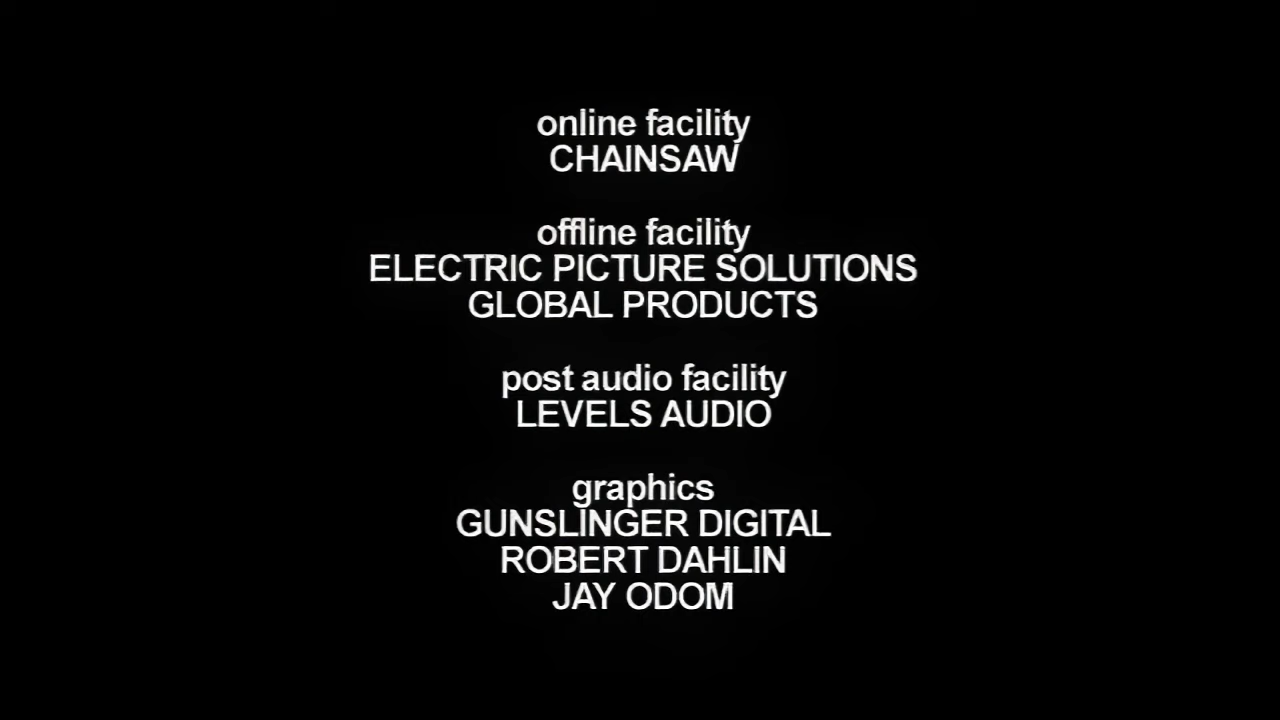 online facility
CHAINSAW
offline facility
ELECTRIC PICTURE SOLUTIONS
GLOBAL PRODUCTS
post audio facility
LEVELS AUDIO
graphics
GUNSLINGER DIGITAL
ROBERT DAHLIN
JAY ODOM